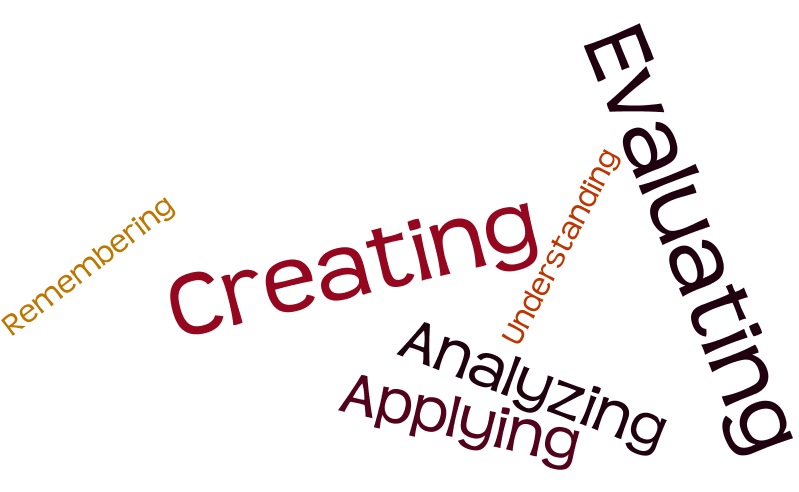 Remembering
Creating
Understanding
Evaluating
Analyzing
Applying